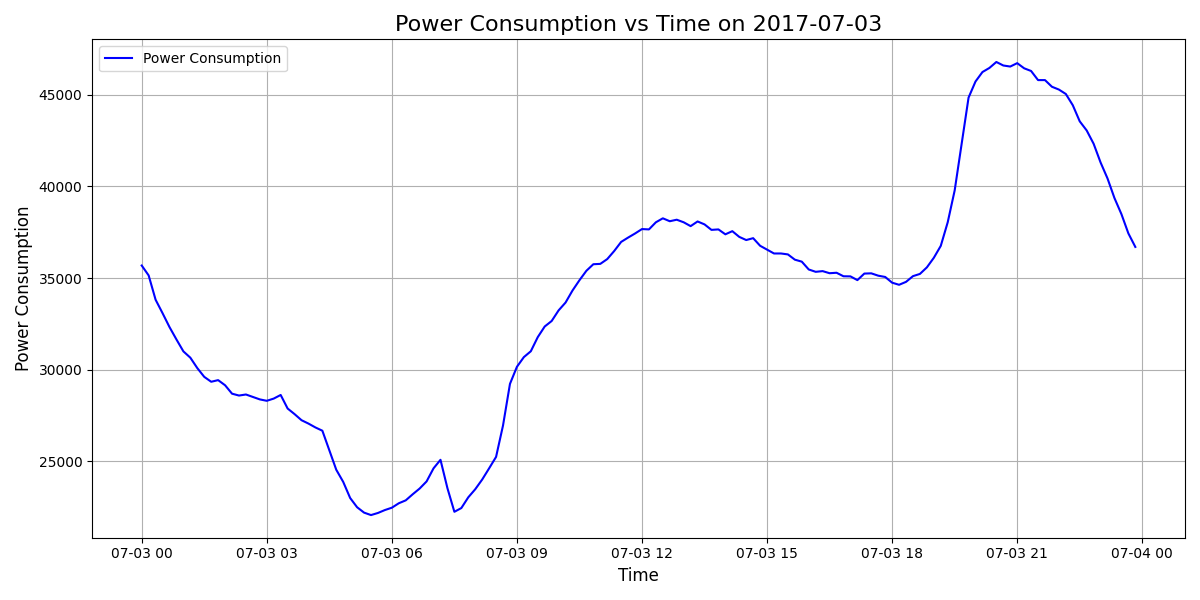 Power Consumption vs Time on 2017-07-03
Power Consumption
Power Consumption
45000
40000
35000
30000
25000
07-03 00 07-03 03 07-03 06 07-03 09 07-03 12 07-03 15 07-03 18 07-03 21 07-04 00
Time